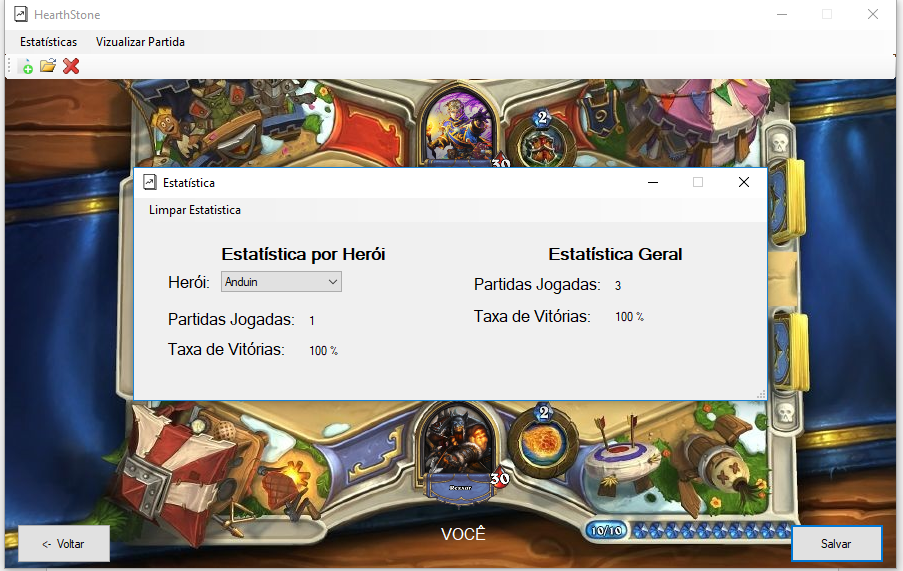 HearthStone
Estatísticas Vizualizar Partida
2
30
Estatística
Limpar Estatistica
Estatística por Herói
Herói: Anduin
Partidas Jogadas: 1
Taxa de Vitórias: 100 %
Estatística Geral
Partidas Jogadas: 3
Taxa de Vitórias: 100 %
2
Rexxar
30
10/10
<- Voltar
VOCÊ
Salvar